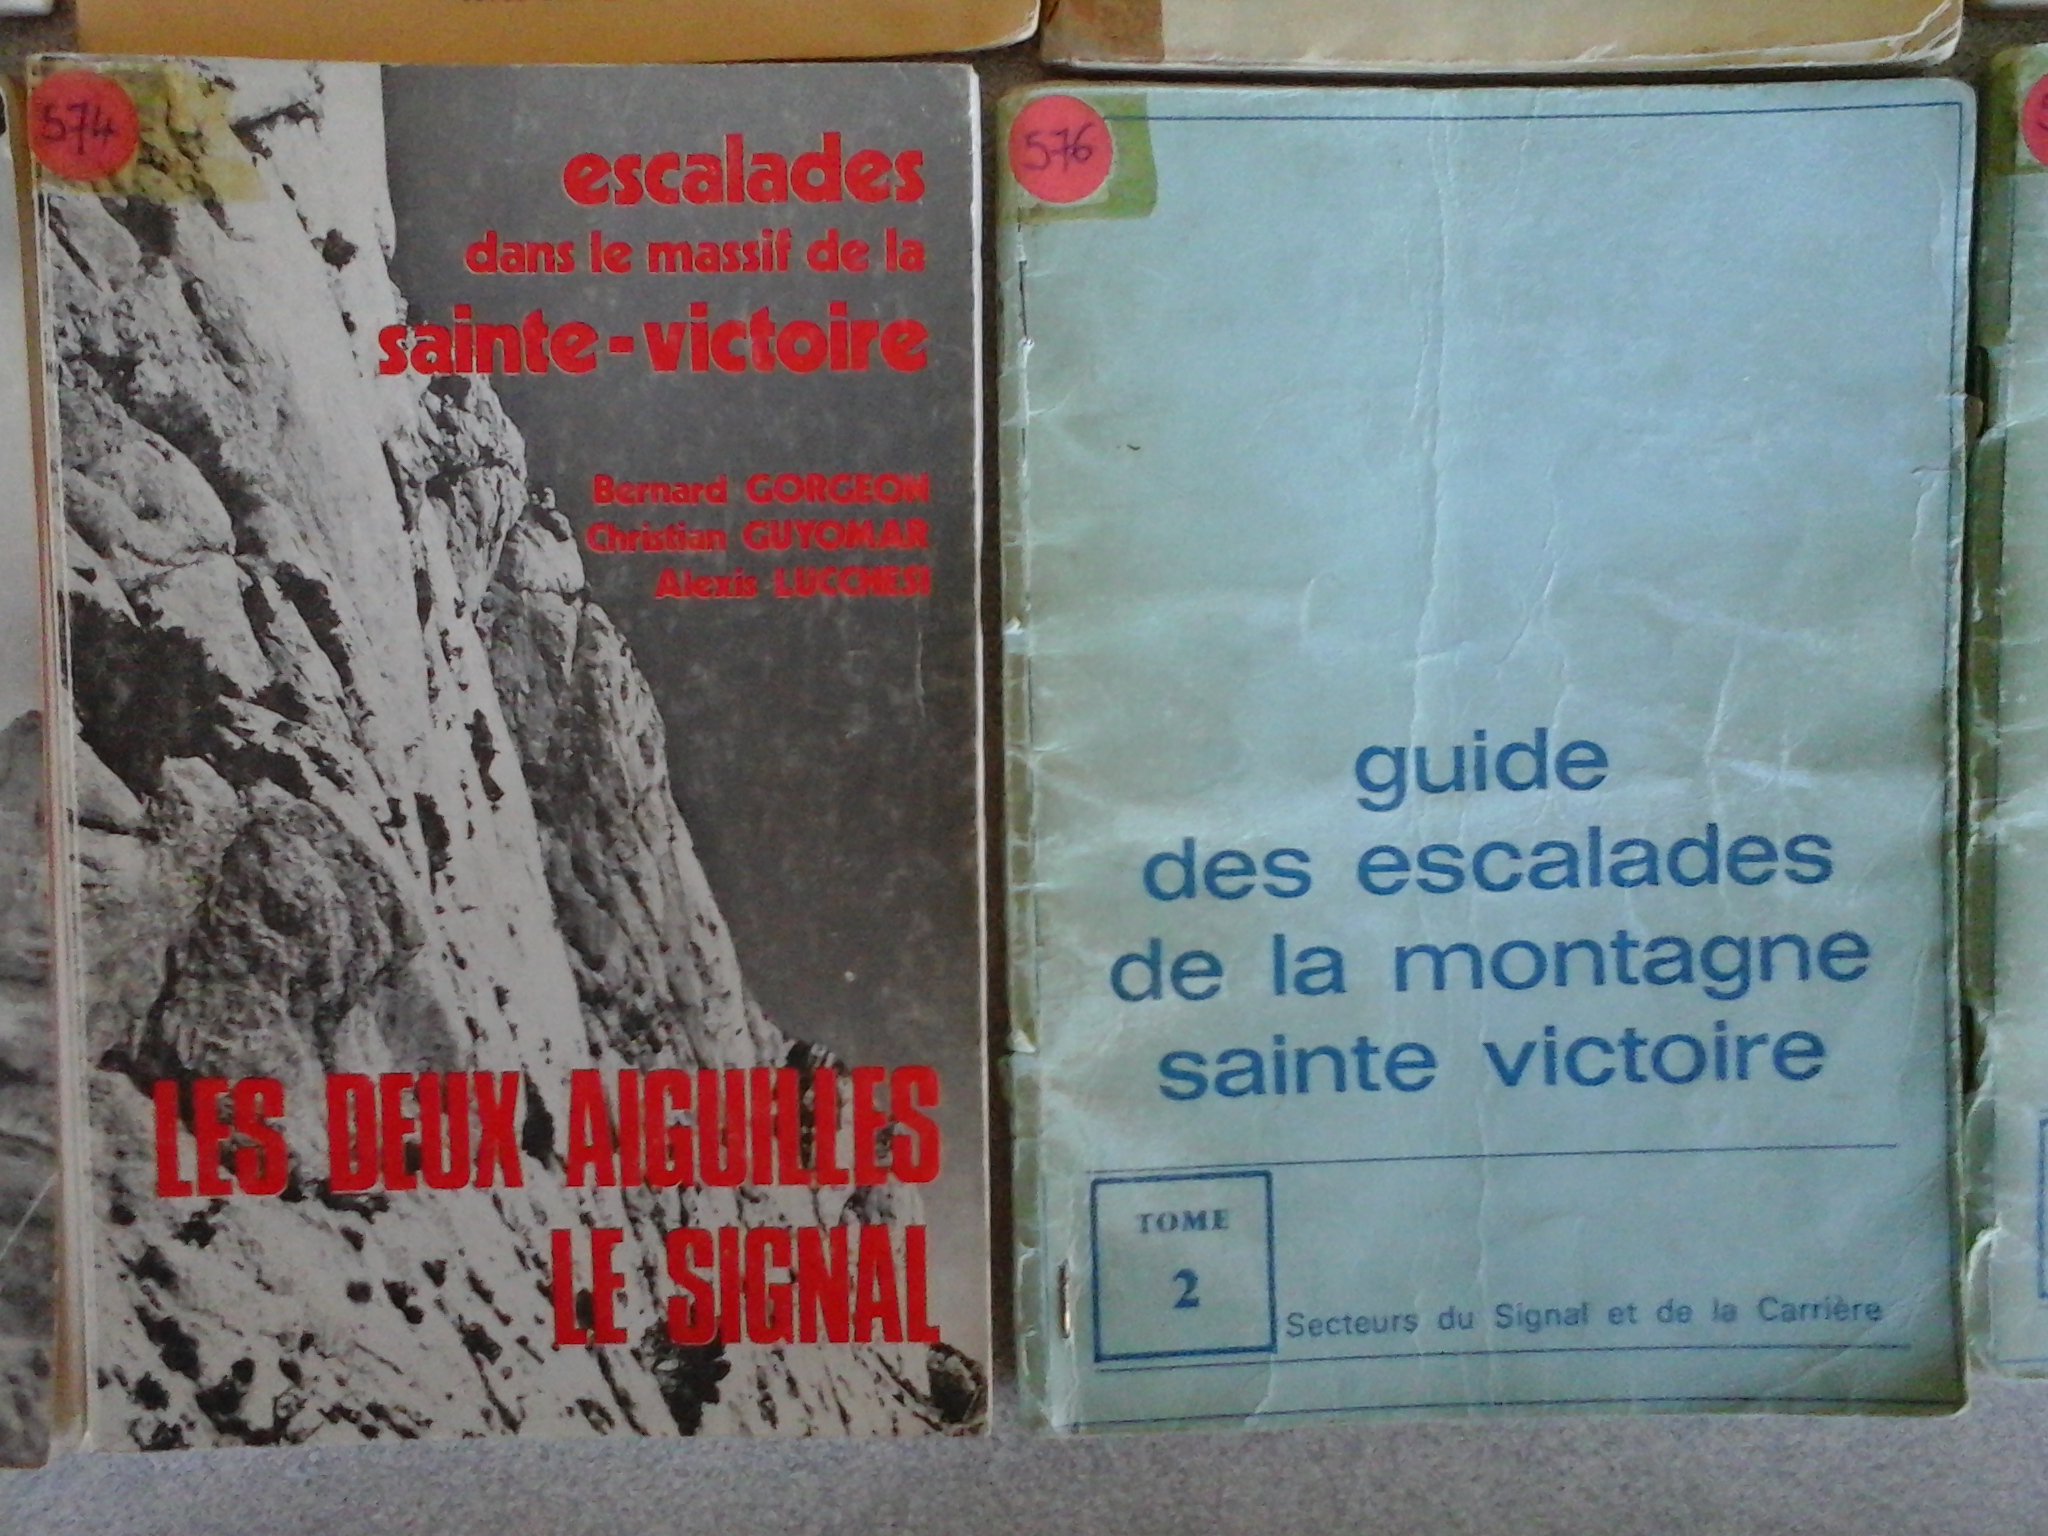 574
escalades
dans le massif de la
sainte-victoire
Bernard GORGEON
Christian GUYOMAR
Alexis LUCCHESI
LES DEUX AIGUILLES
LE SIGNAL
576
guide
des escalades
de la montagne
sainte victoire
TOME
2
Secteurs du Signal et de la Carrière